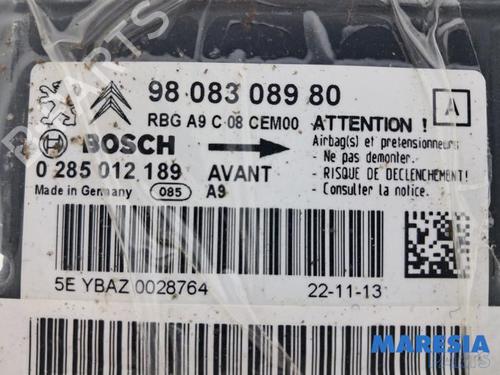 98 083 089 80
RBG A9 C-08 CEM00
ATTENTION !
A
BOSCH
Airbag(s) et pretensionneurs
- Ne pas demonter.
0 285 012 189 AVANT
- RISQUE DE DECLENCHEMENT!
Made in Germany 085 A9
- Consulter la notice.
5E YBAZ 0028764
22-11-13
MARESIA
PARTS